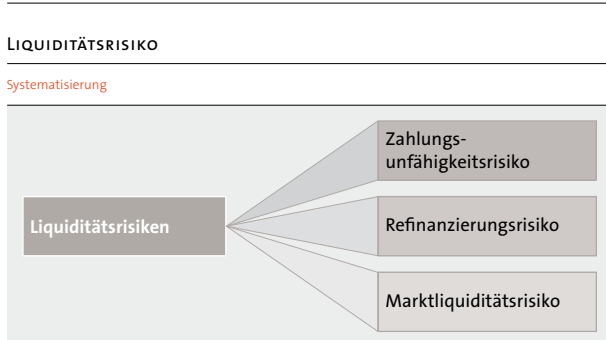 Liquiditätsrisiko
Systematisierung
Zahlungs-
unfähigkeitsrisiko
Liquiditätsrisiken
Refinanzierungsrisiko
Marktliquiditätsrisiko